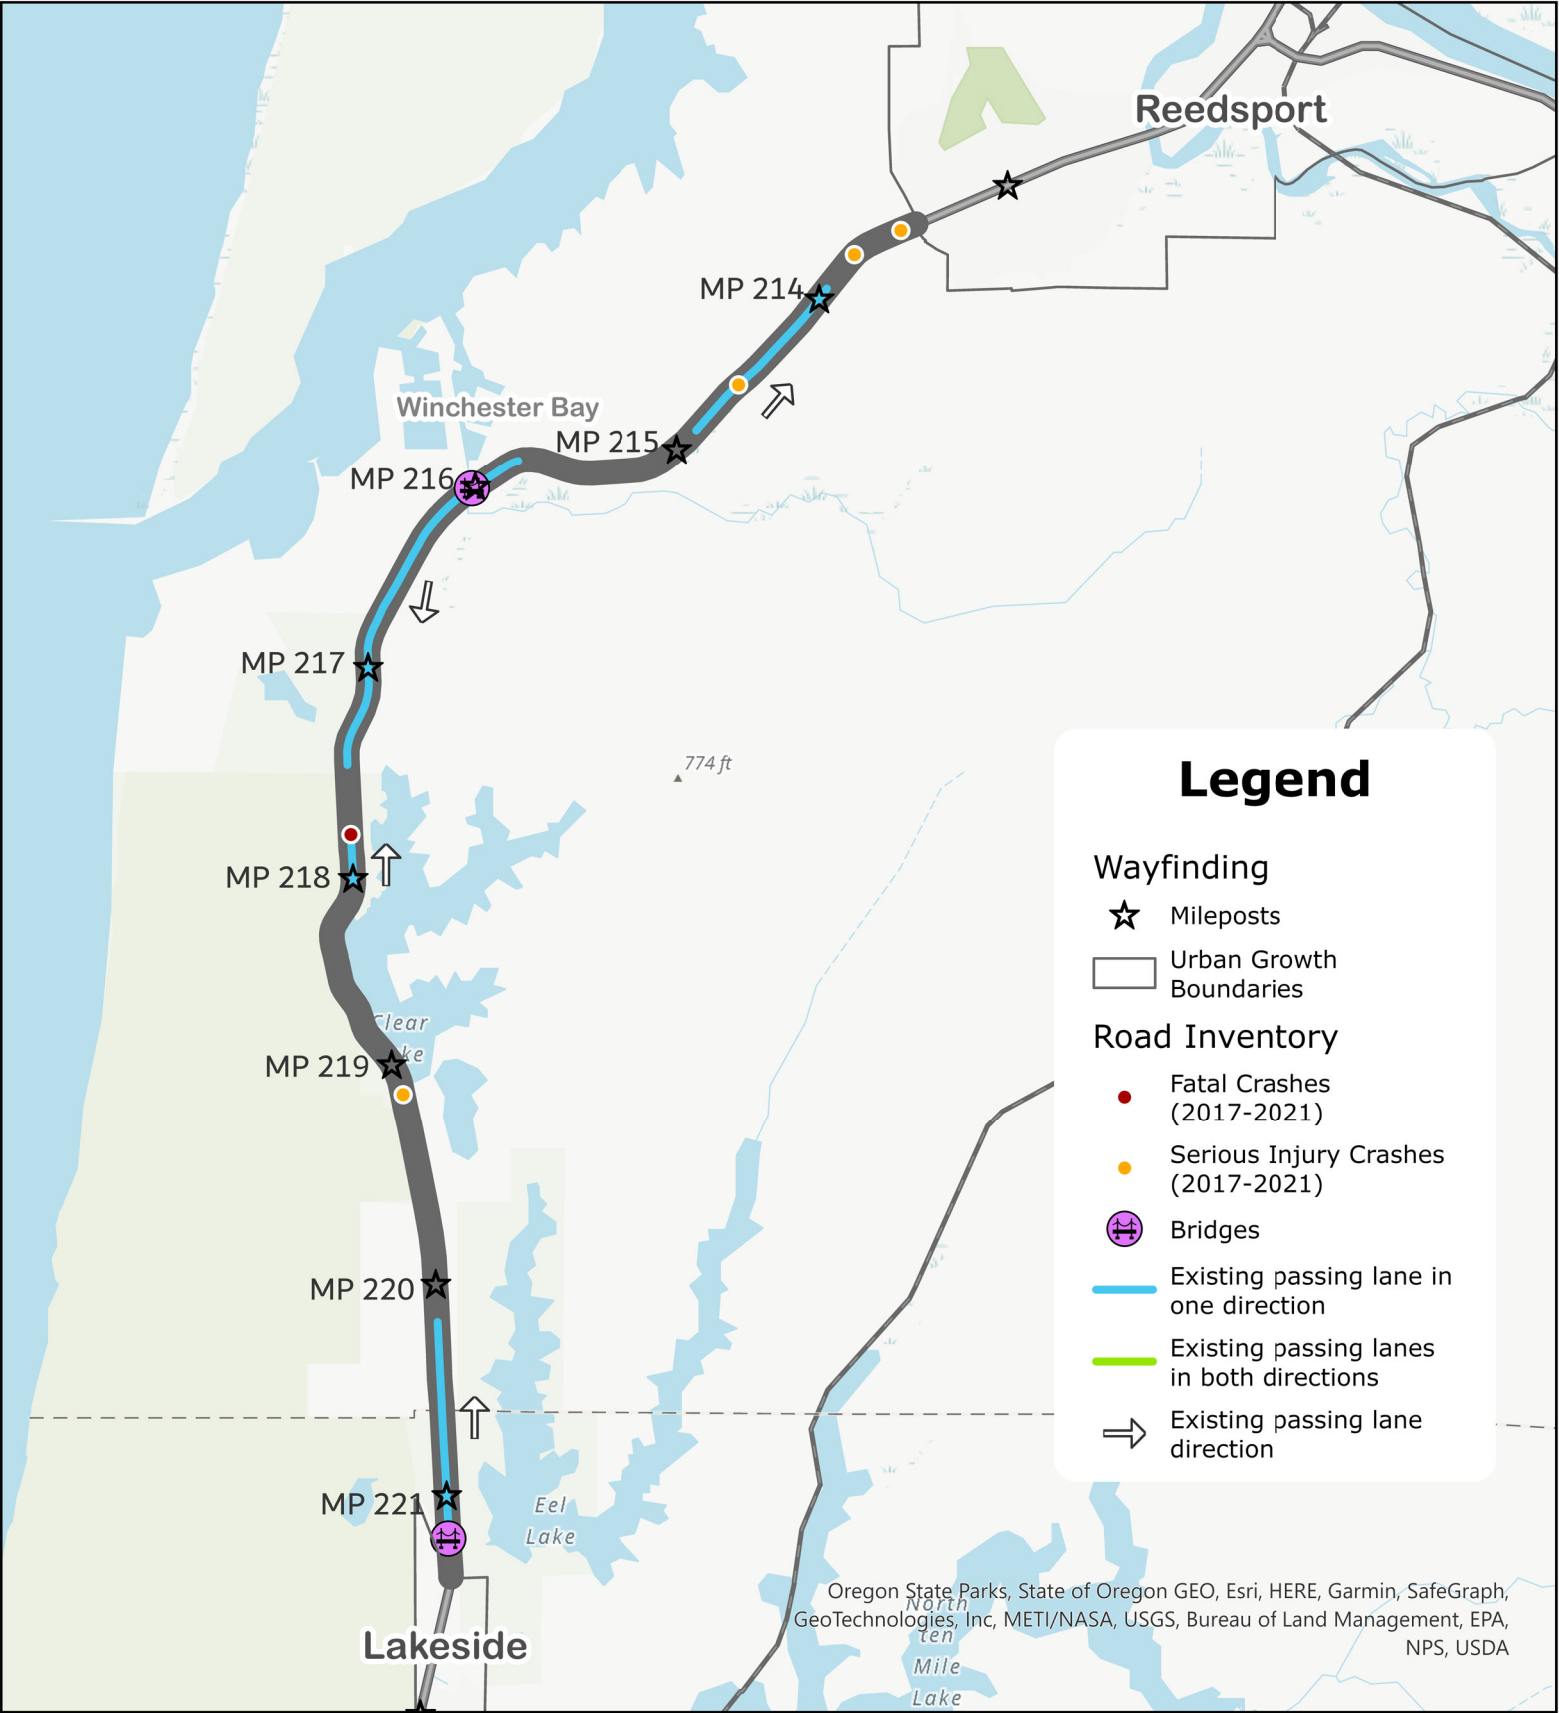 Reedsport
MP 214
Winchester Bay
MP 215
MP 216
MP 217
774 ft
MP 218
Clear
ke
MP 219
MP 220
MP 221
Eel
Lake
Lakeside
Legend
Wayfinding
Mileposts
Urban Growth
Boundaries
Road Inventory
Fatal Crashes
(2017-2021)
Serious Injury Crashes
(2017-2021)
Bridges
Existing passing lane in
one direction
Existing passing lanes
in both directions
Existing passing lane
direction
Oregon State Parks, State of Oregon GEO, Esri, HERE, Garmin, SafeGraph,
GeoTechnologies, Inc, METI/NASA, USGS, Bureau of Land Management, EPA,
NPS, USDA
North
ten
Mile
Lake